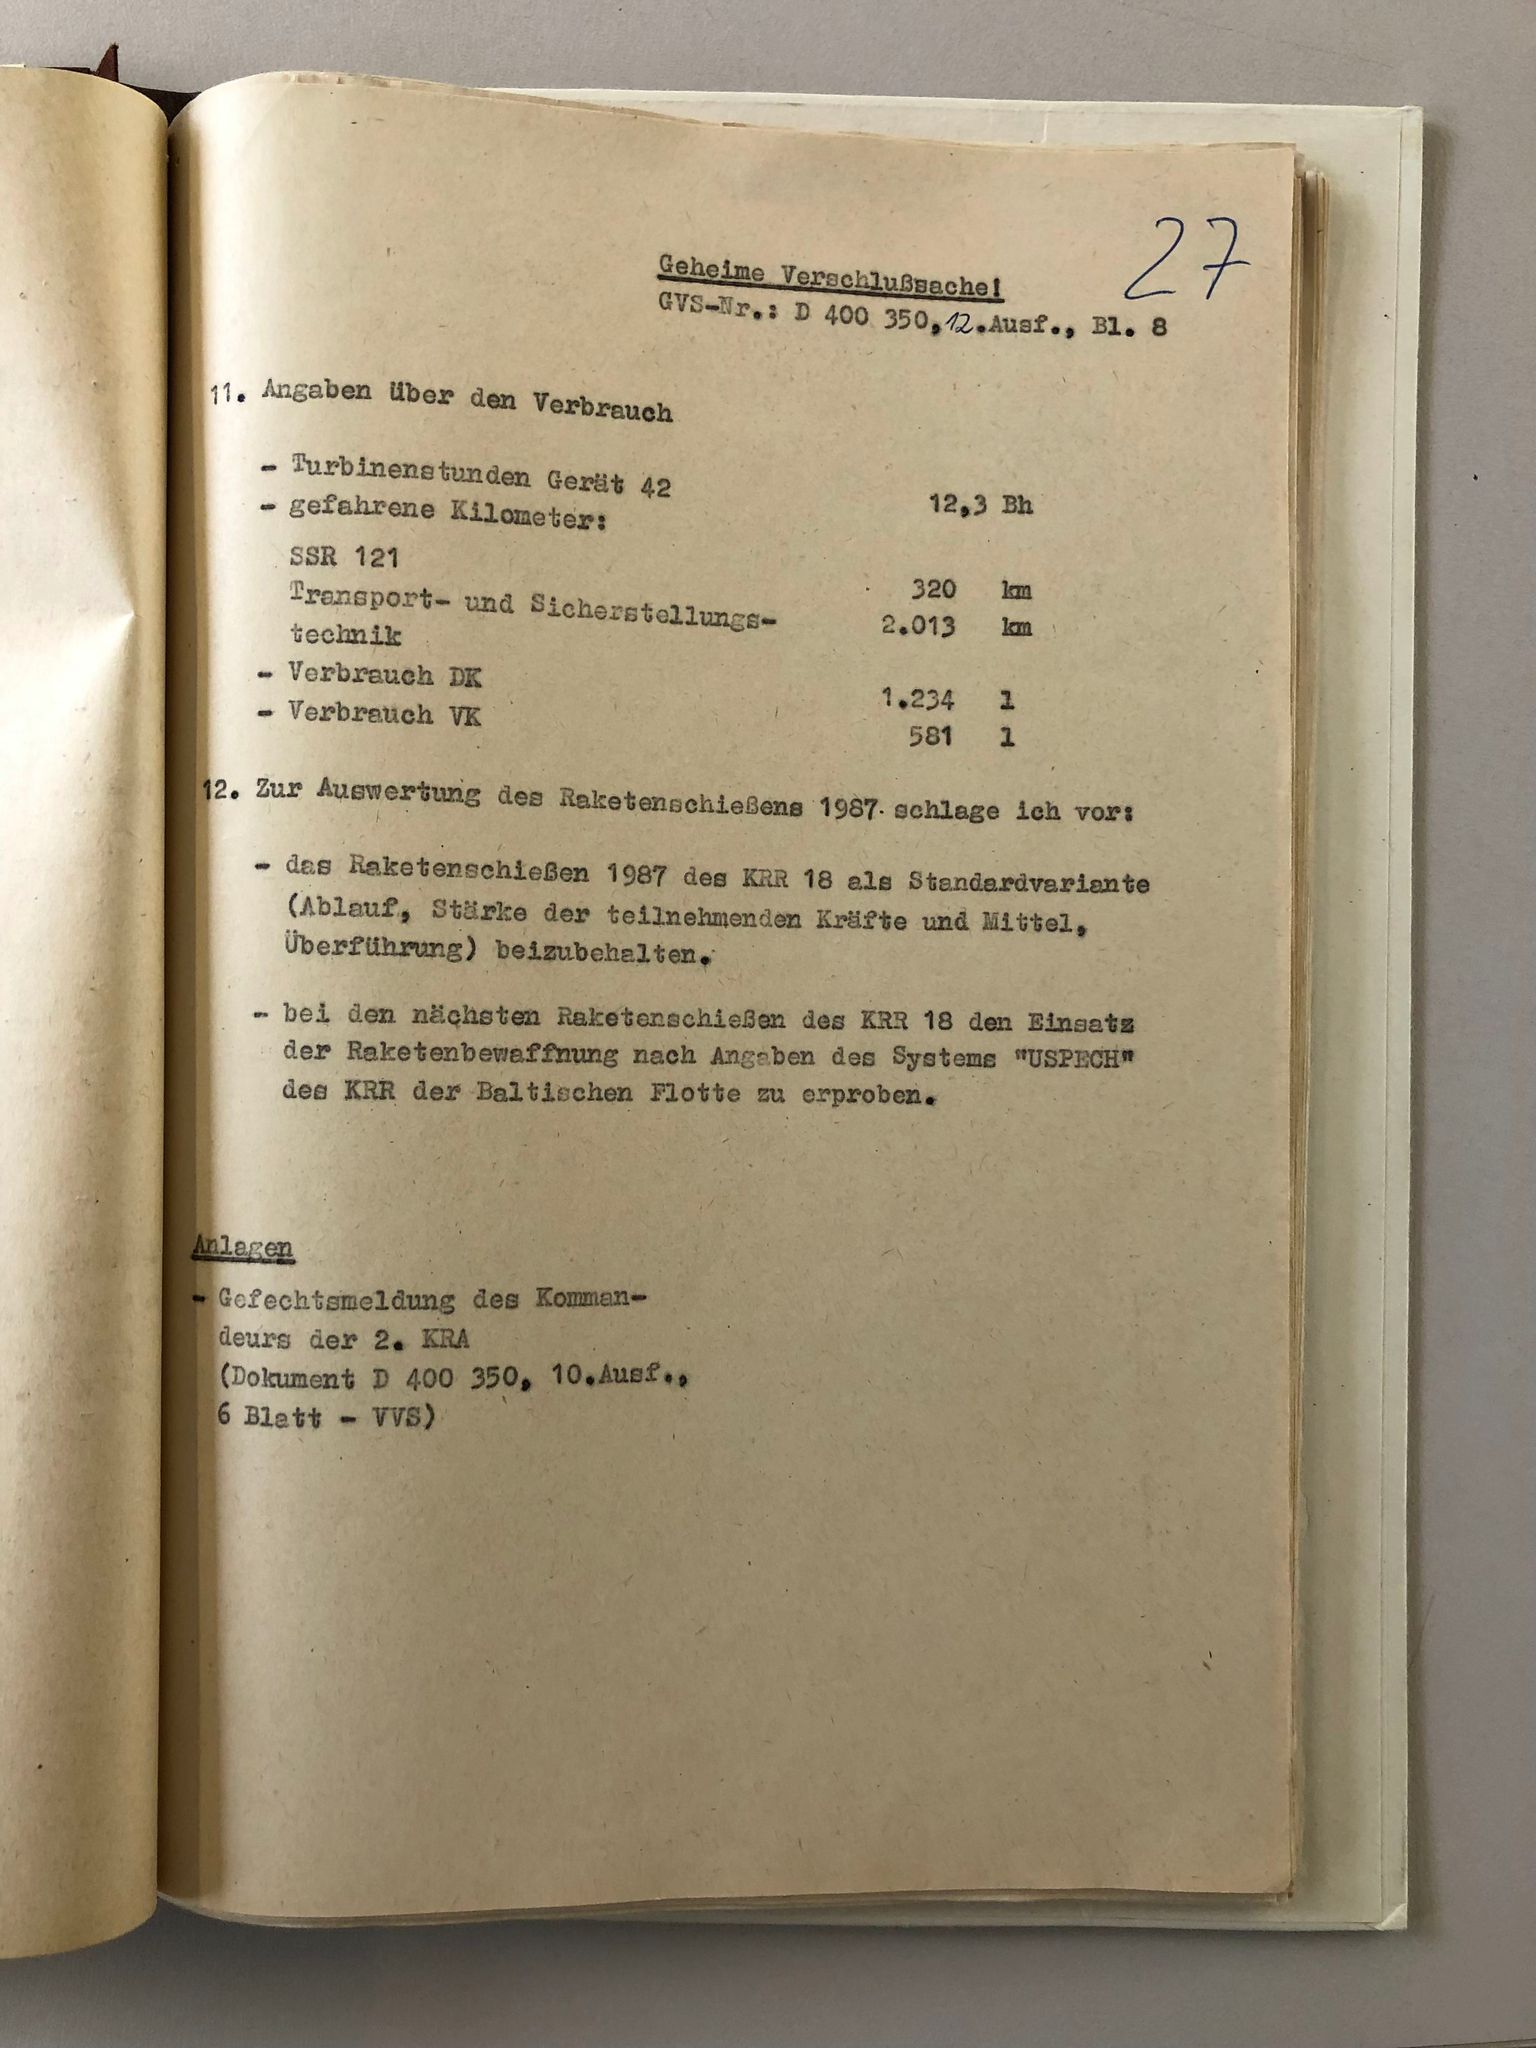 27
Geheime Verschlußsache!
GVS-Nr.: D 400 350, 12. Ausf., Bl. 8
11. Angaben über den Verbrauch
- Turbinenstunden Gerät 42 12,3 Bh
- gefahrene Kilometer:
SSR 121 320 km
Transport- und Sicherstellungs-
technik 2.013 km
- Verbrauch DK 1.234 l
- Verbrauch VK 581 l
12. Zur Auswertung des Raketenschießens 1987 schlage ich vor:
- das Raketenschießen 1987 des KRR 18 als Standardvariante
(Ablauf, Stärke der teilnehmenden Kräfte und Mittel,
Überführung) beizubehalten.
- bei den nächsten Raketenschießen des KRR 18 den Einsatz
der Raketenbewaffnung nach Angaben des Systems "USPECH"
des KRR der Baltischen Flotte zu erproben.
Anlagen
- Gefechtsmeldung des Komman-
deurs der 2. KRA
(Dokument D 400 350, 10.Ausf.,
6 Blatt - VVS)